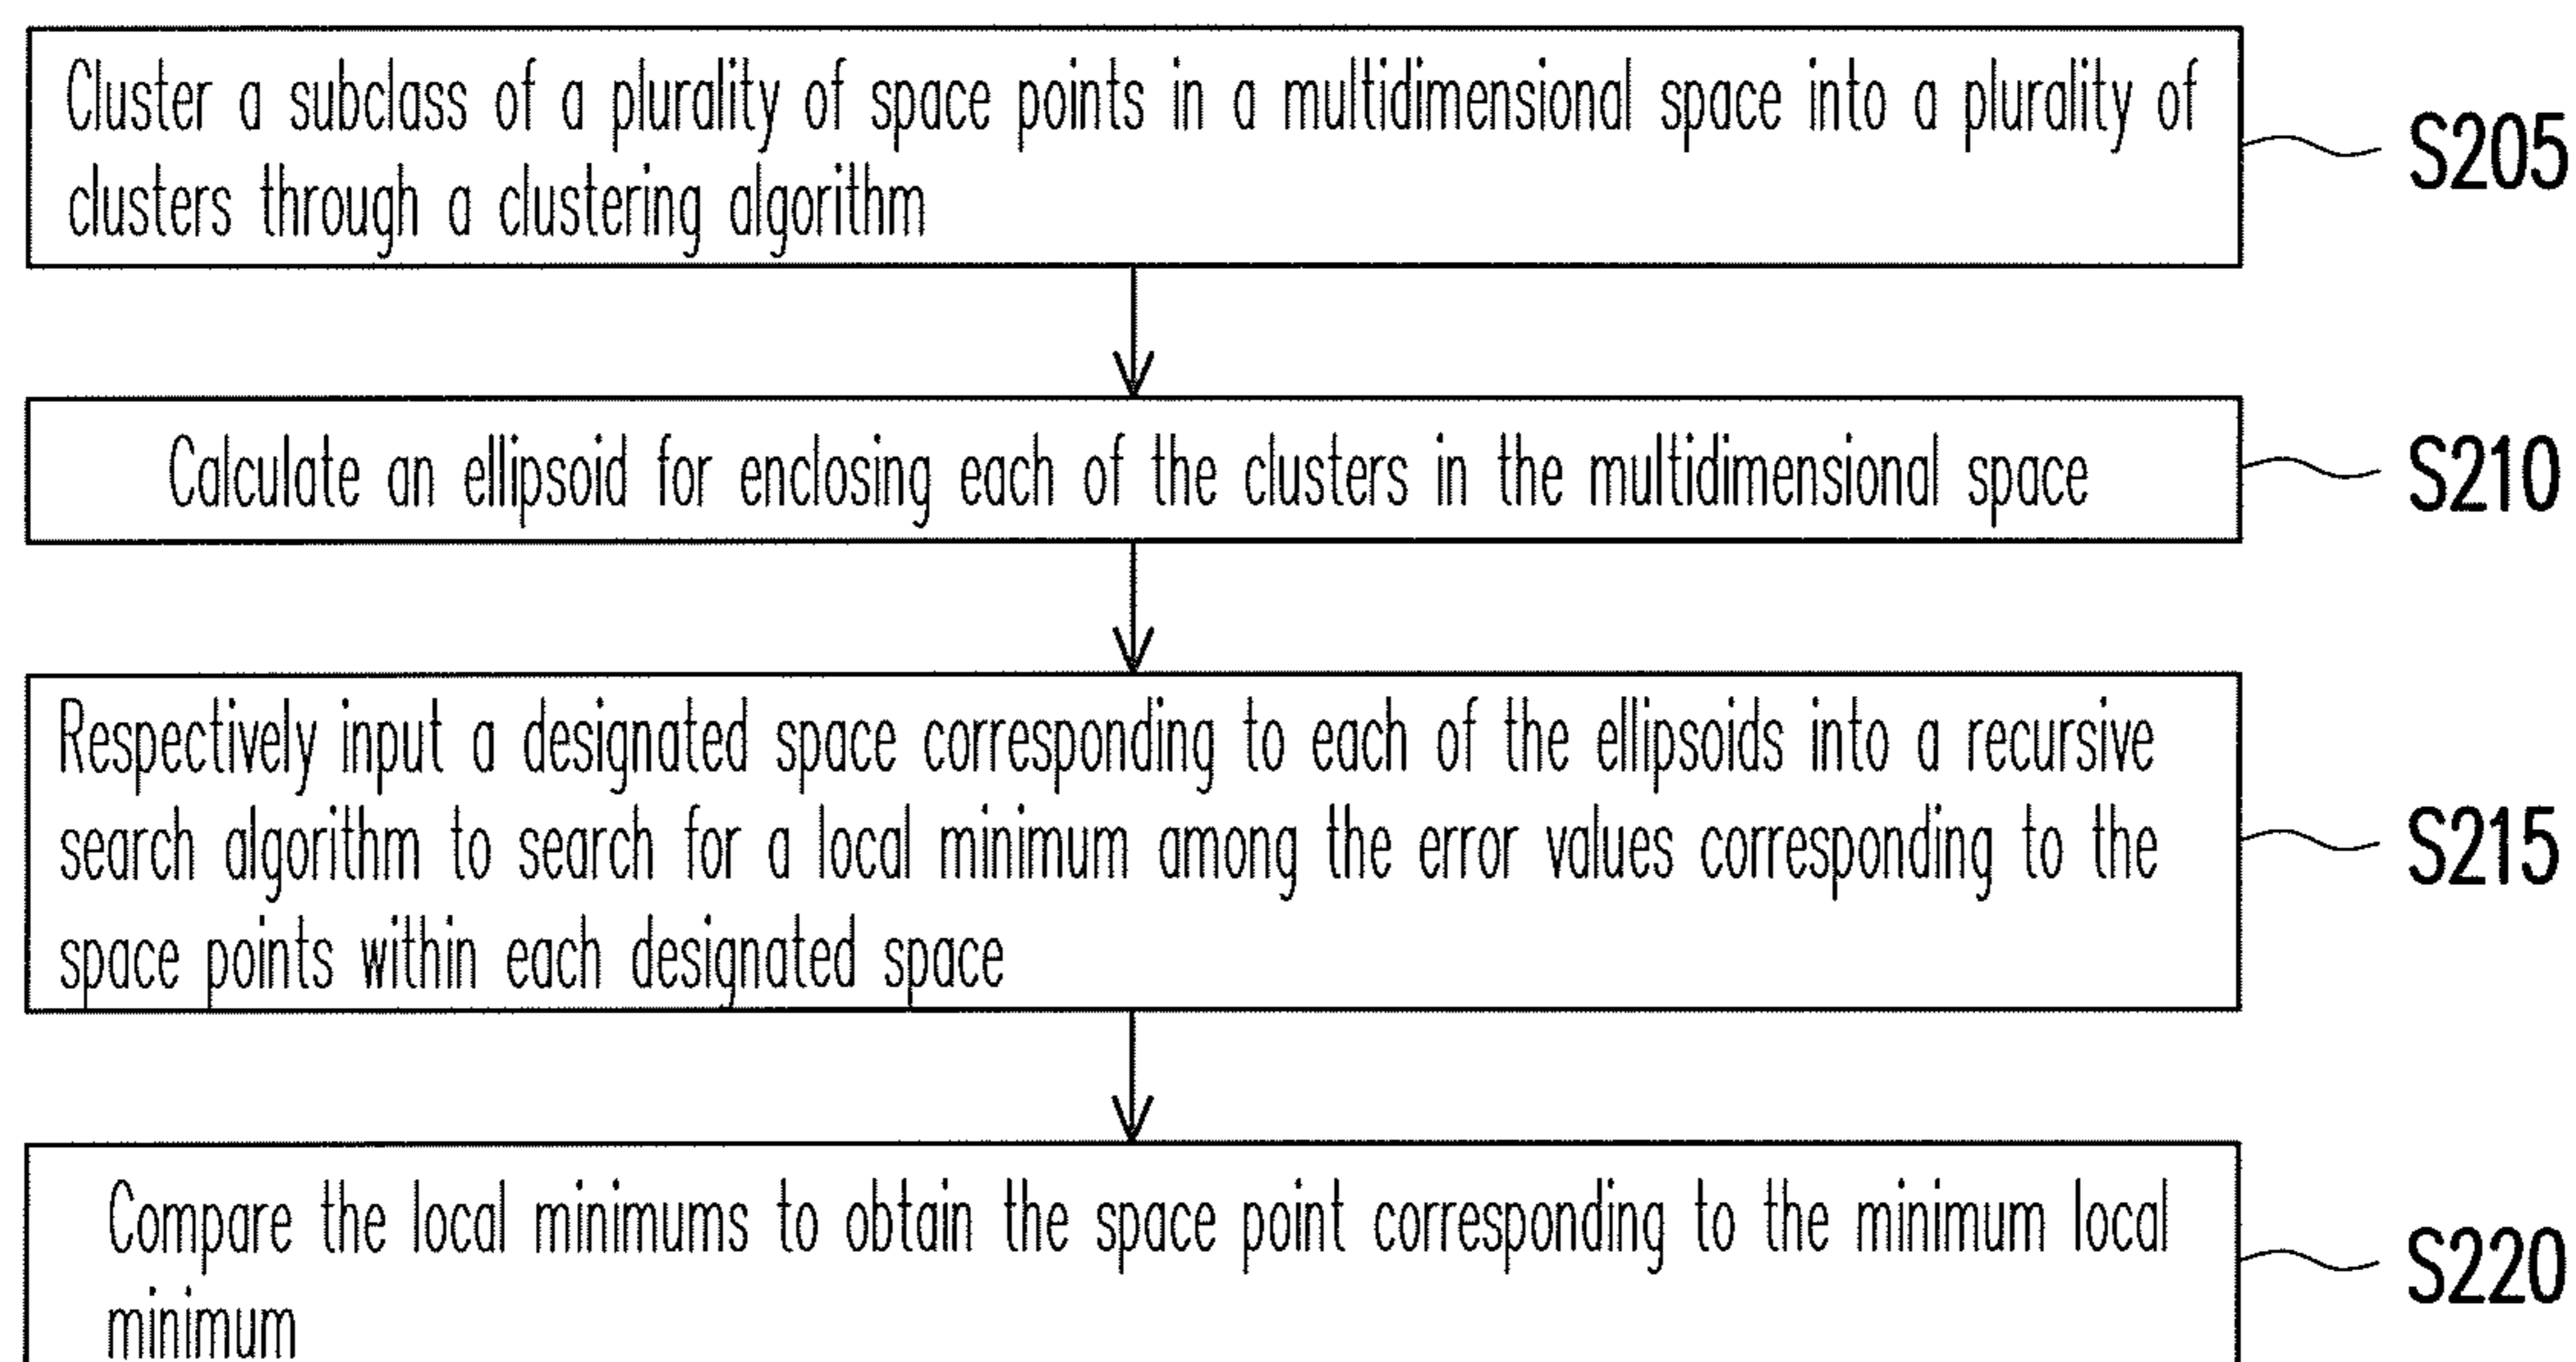 Cluster a subclass of a plurality of space points in a multidimensional space into a plurality of
clusters through a clustering algorithm
S205
Calculate an ellipsoid for enclosing each of the clusters in the multidimensional space
S210
Respectively input a designated space corresponding to each of the ellipsoids into a recursive
search algorithm to search for a local minimum among the error values corresponding to the
space points within each designated space
S215
Compare the local minimums to obtain the space point corresponding to the minimum local
minimum
S220